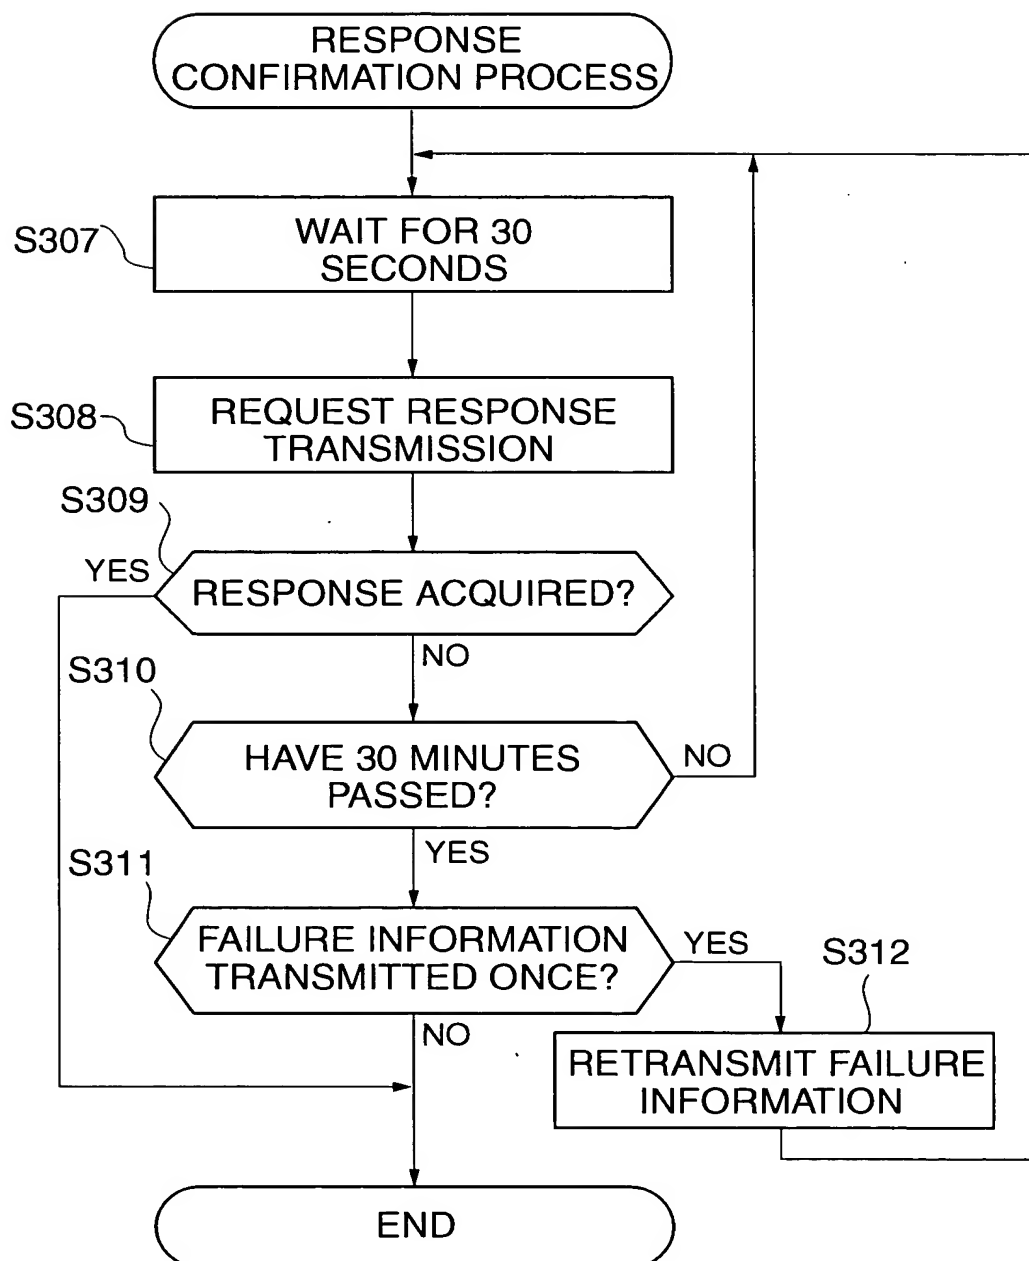 RESPONSE
CONFIRMATION PROCESS
S307
WAIT FOR 30
SECONDS
S308
REQUEST RESPONSE
TRANSMISSION
S309
YES
RESPONSE ACQUIRED?
NO
S310
HAVE 30 MINUTES
PASSED?
NO
YES
S311
FAILURE INFORMATION
TRANSMITTED ONCE?
YES
S312
NO
RETRANSMIT FAILURE
INFORMATION
END